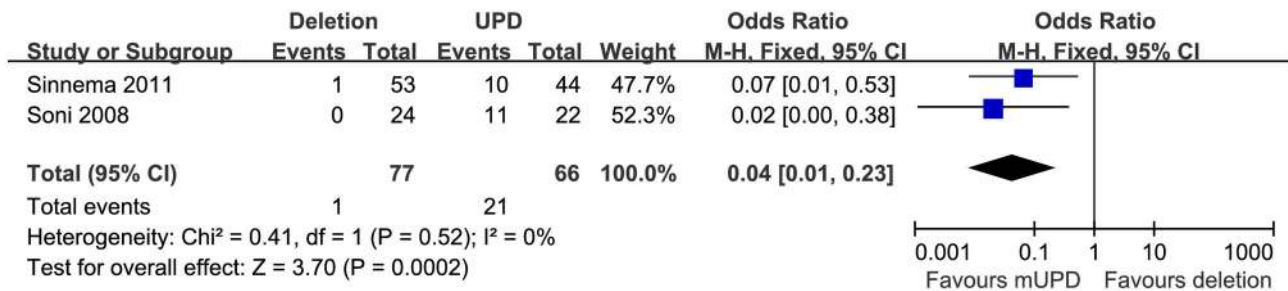 Deletion UPD Odds Ratio Odds Ratio
Study or Subgroup Events Total Events Total Weight M-H, Fixed, 95% CI M-H, Fixed, 95% CI
Sinnema 2011 1 53 10 44 47.7% 0.07 [0.01, 0.53]
Soni 2008 0 24 11 22 52.3% 0.02 [0.00, 0.38]
Total (95% CI) 77 66 100.0% 0.04 [0.01, 0.23]
Total events 1 21
Heterogeneity: Chi² = 0.41, df = 1 (P = 0.52); I² = 0%
Test for overall effect: Z = 3.70 (P = 0.0002)
0.001 0.1 1 10 1000
Favours mUPD Favours deletion